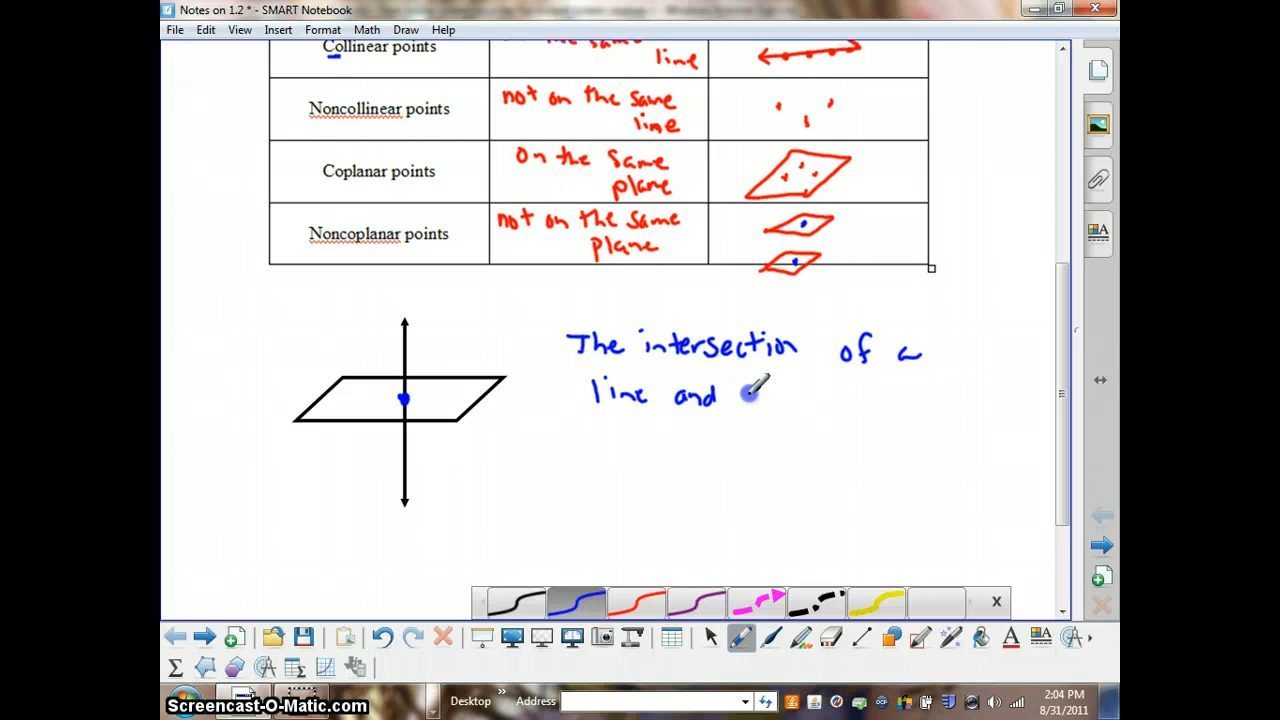 Notes on 1.2 * - SMART Notebook
File Edit View Insert Format Math Draw Help
Collinear points
line
Noncollinear points
not on the same
line
Coplanar points
on the same
plane
Noncoplanar points
not on the same
plane
The intersection of a
line and
x
Desktop » Address
2:04 PM
8/31/2011
Screencast-O-Matic.com